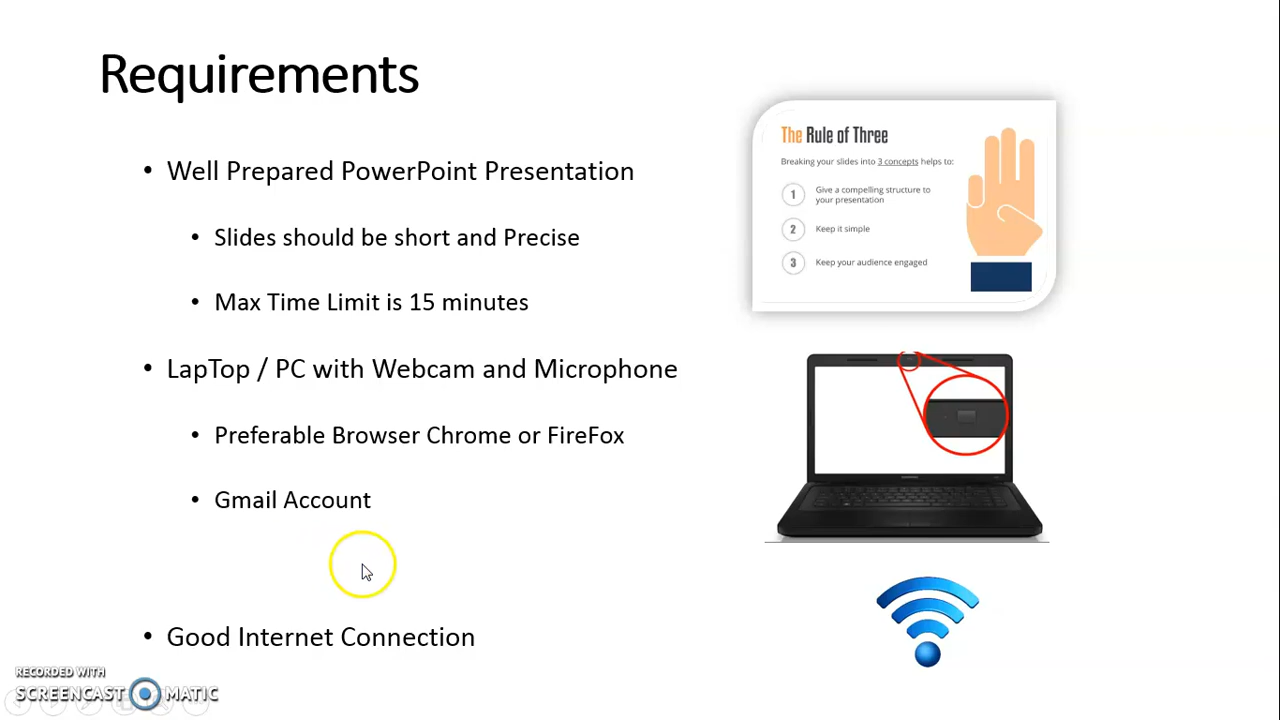 Requirements
• Well Prepared PowerPoint Presentation
• Slides should be short and Precise
• Max Time Limit is 15 minutes
• LapTop / PC with Webcam and Microphone
• Preferable Browser Chrome or FireFox
• Gmail Account
• Good Internet Connection
The Rule of Three
Breaking your slides into 3 concepts helps to:
1 Give a compelling structure to
your presentation
2 Keep it simple
3 Keep your audience engaged
RECORDED WITH
SCREENCAST MATIC